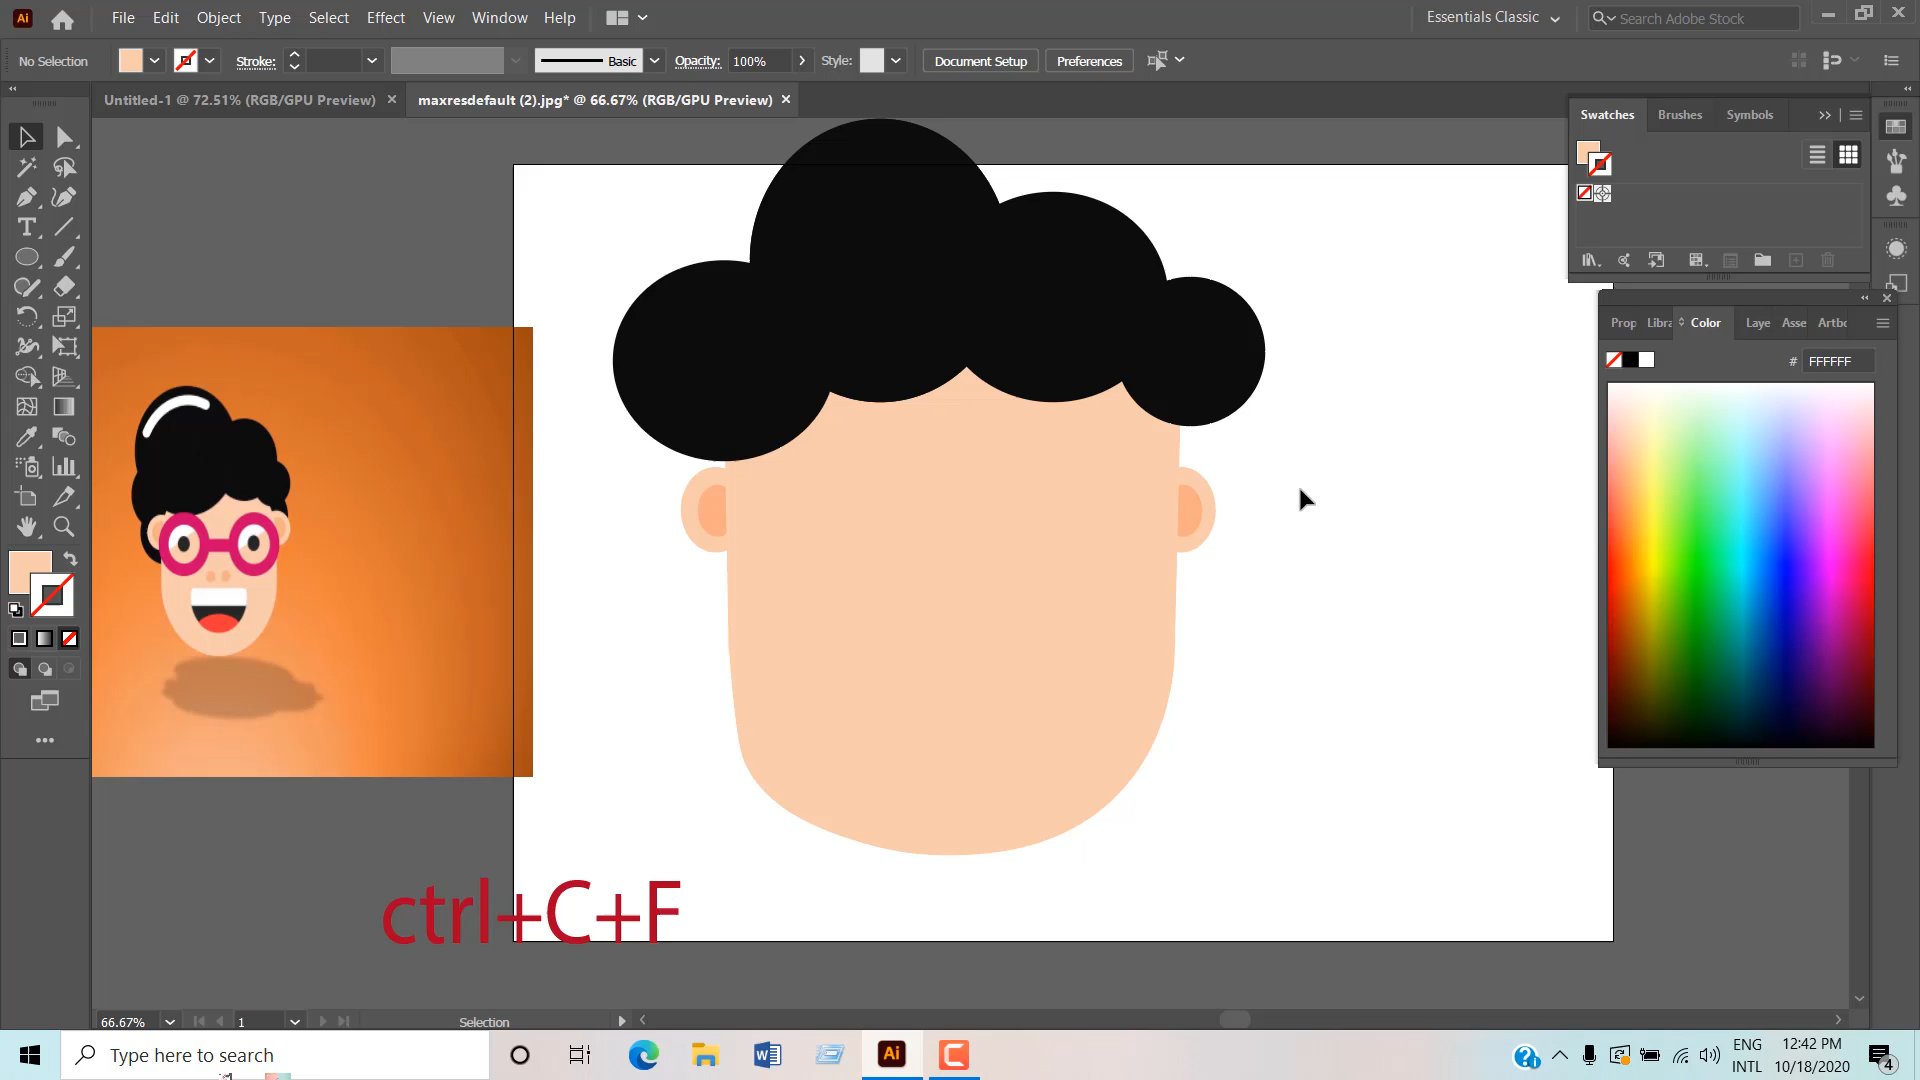 Ai File Edit Object Type Select Effect View Window Help Essentials Classic Search Adobe Stock
No Selection Stroke: Basic Opacity: 100% Style: Document Setup Preferences
Untitled-1 @ 72.51% (RGB/GPU Preview) maxresdefault (2).jpg* @ 66.67% (RGB/GPU Preview)
Swatches Brushes Symbols
Prop Libra Color Laye Asse Artbo
# FFFFFF
ctrl+C+F
66.67% 1 Selection
Type here to search
Ai
ENG
INTL
12:42 PM
10/18/2020
4